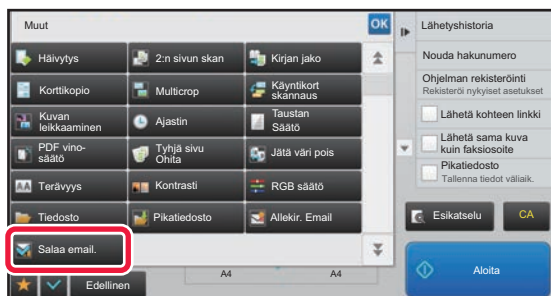 Muut
OK
Häivytys
2:n sivun skan
Kirjan jako
Korttikopio
Multicrop
Käyntikort
skannaus
Kuvan
leikkaaminen
Ajastin
Taustan
Säätö
PDF vino-
säätö
Tyhjä sivu
Ohita
Jätä väri pois
AA Terävyys
Kontrasti
RGB säätö
Tiedosto
Pikatiedosto
Allekir. Email
Salaa email.
Edellinen
A4
A4
Lähetyshistoria
Nouda hakunumero
Ohjelman rekisteröinti
Rekisteröi nykyiset asetukset
Lähetä kohteen linkki
Lähetä sama kuva
kuin faksiosoite
Pikatiedosto
Tallenna tiedot väliaik.
Esikatselu
CA
Aloita